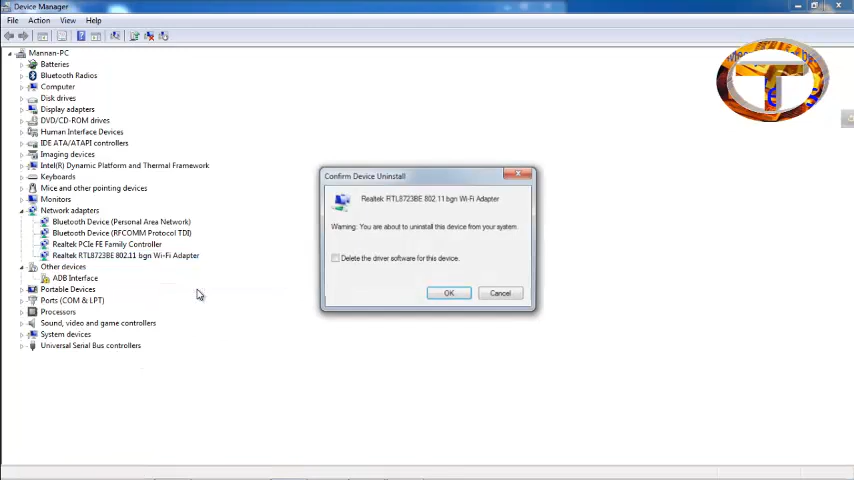 Device Manager
File Action View Help
Mannan-PC
Batteries
Bluetooth Radios
Computer
Disk drives
Display adapters
DVD/CD-ROM drives
Human Interface Devices
IDE ATA/ATAPI controllers
Imaging devices
Intel(R) Dynamic Platform and Thermal Framework
Keyboards
Mice and other pointing devices
Monitors
Network adapters
Bluetooth Device (Personal Area Network)
Bluetooth Device (RFCOMM Protocol TDI)
Realtek PCIe FE Family Controller
Realtek RTL8723BE 802.11 bgn Wi-Fi Adapter
Other devices
ADB Interface
Portable Devices
Ports (COM & LPT)
Processors
Sound, video and game controllers
System devices
Universal Serial Bus controllers
Confirm Device Uninstall
Realtek RTL8723BE 802.11 bgn Wi-Fi Adapter
Warning: You are about to uninstall this device from your system.
Delete the driver software for this device.
OK Cancel
T